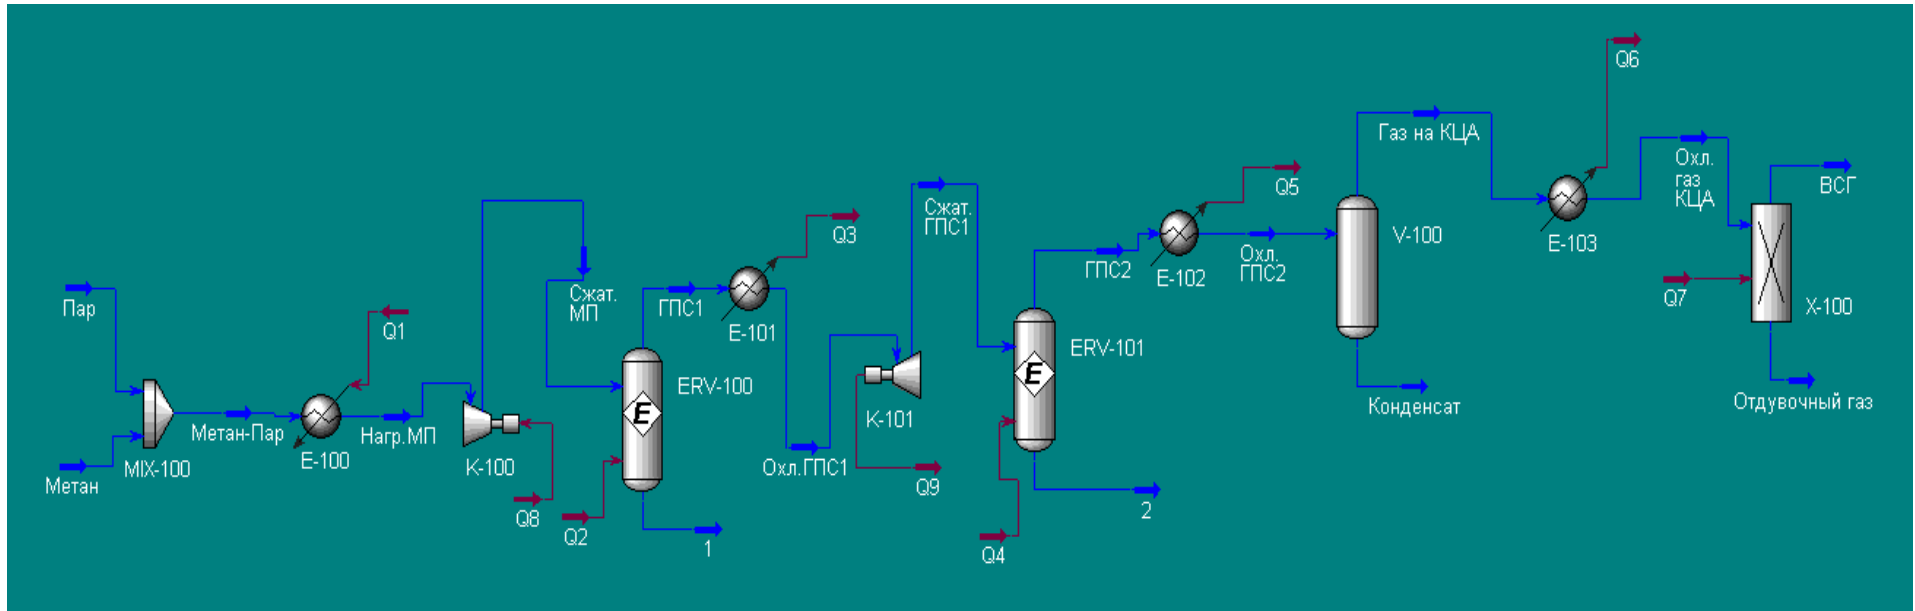 Пар
Метан
MIX-100
Метан-Пар
Q1
E-100
Нагр.МП
K-100
Q8
Сжат.
МП
Q2
ERV-100
1
ГПС1
Q3
E-101
Охл.ГПС1
K-101
Q9
Сжат.
ГПС1
Q4
ERV-101
2
ГПС2
Q5
E-102
Охл.
ГПС2
V-100
Газ на КЦА
Конденсат
Q6
E-103
Охл.
газ
КЦА
Q7
ВСГ
X-100
Отдувочный газ
E
E